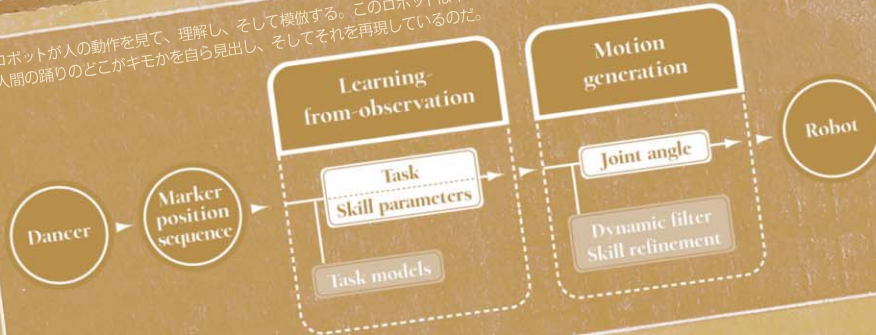 ロボットが人の動作を見て、理解し、そして模倣する。このロボットは
人間の踊りのどこがキモかを自ら見出し、そしてそれを再現しているのだ。
Learning-
from-observation
Motion
generation
Dancer
Marker
position
sequence
Task
Skill parameters
Task models
Joint angle
Dynamic filter
Skill refinement
Robot